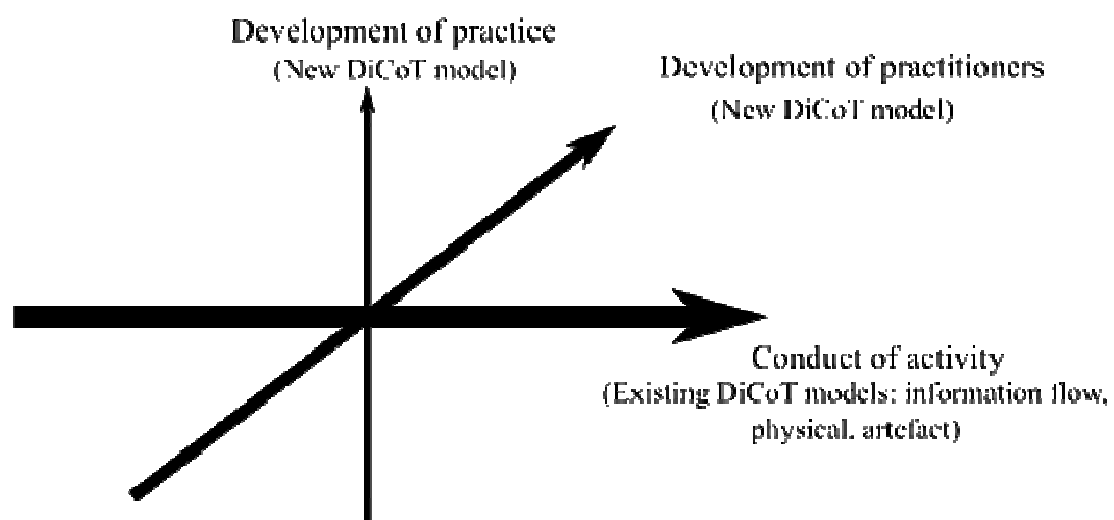 Development of practice
(New DiCoT model)
Development of practitioners
(New DiCoT model)
Conduct of activity
(Existing DiCoT models: information flow,
physical, artefact)